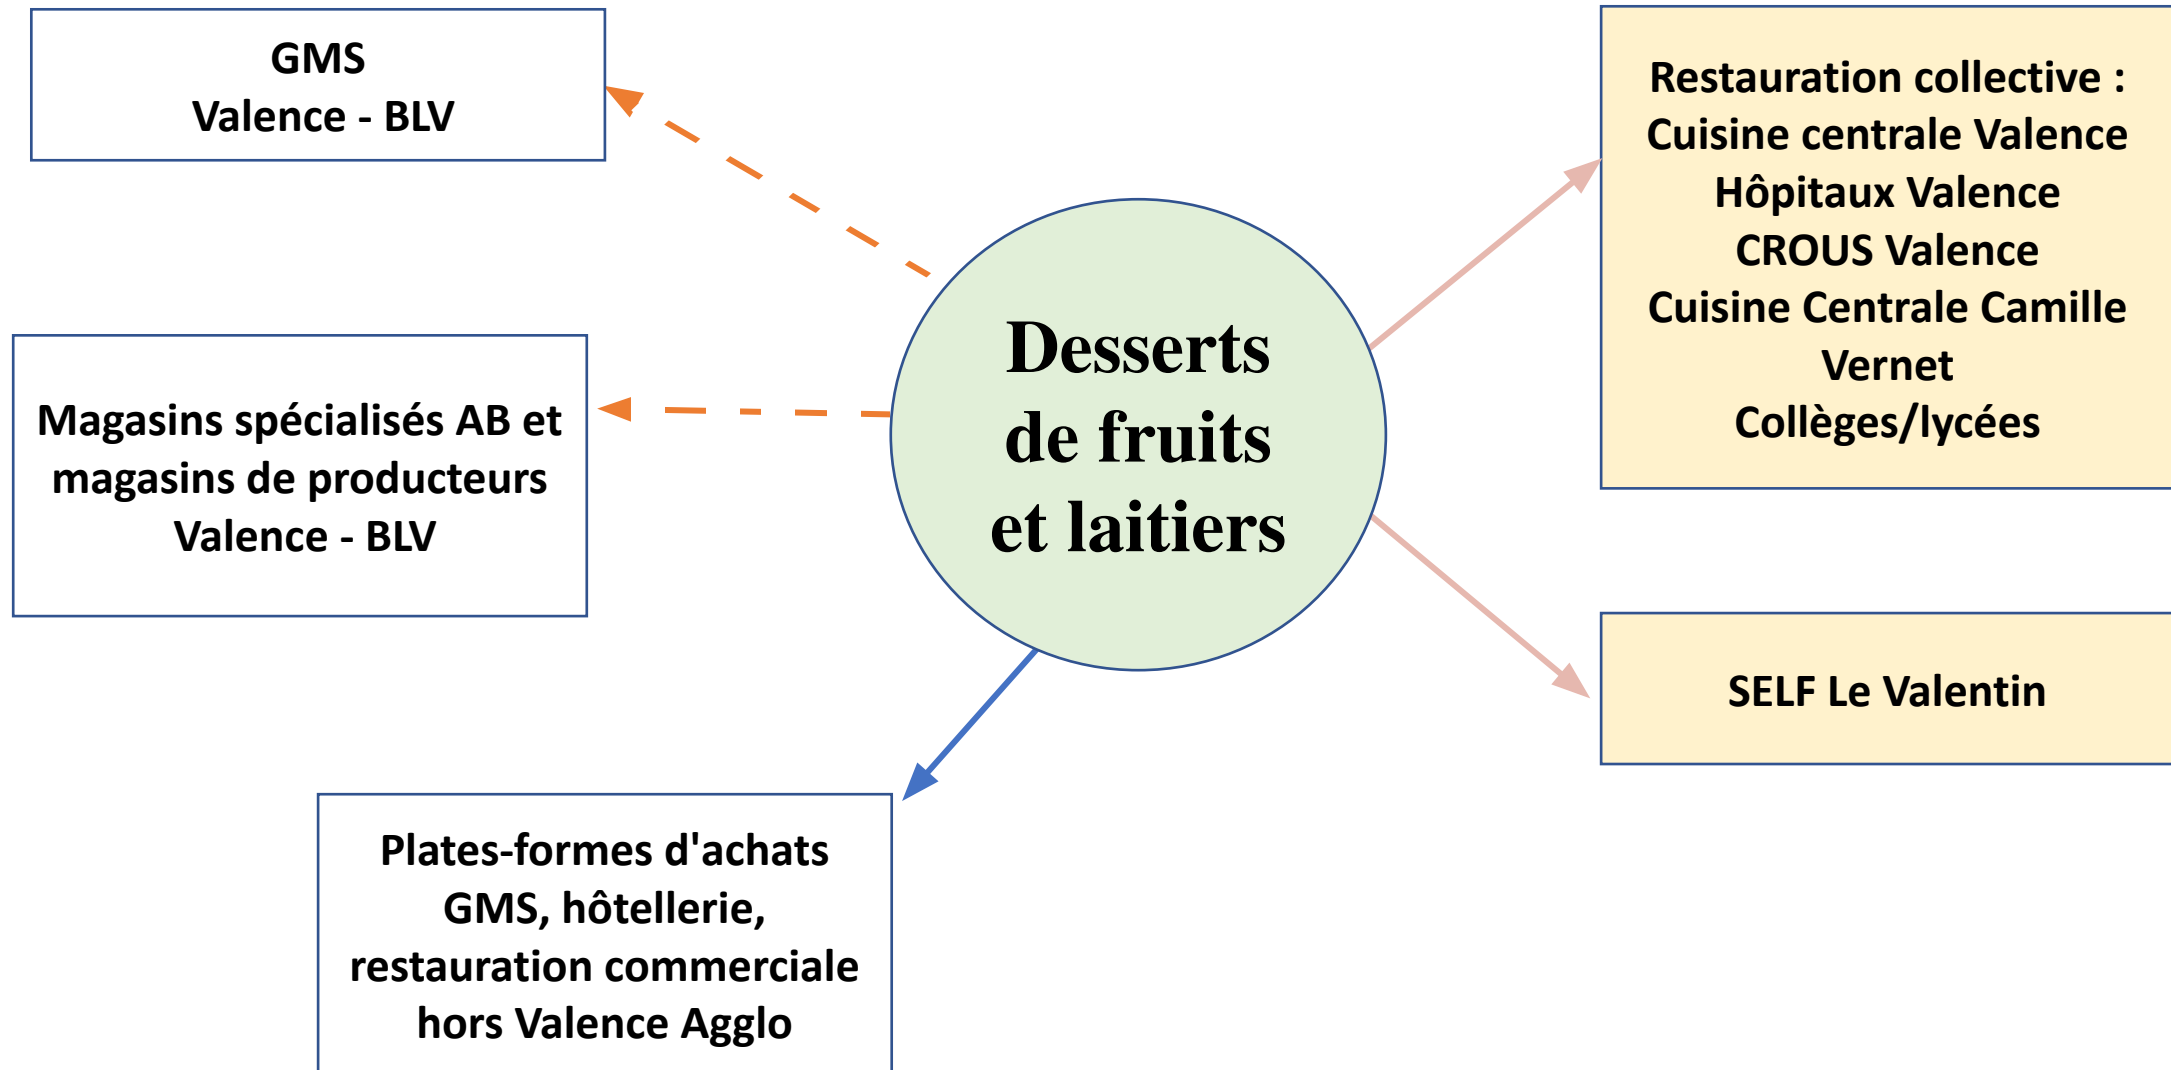 GMS
Valence - BLV
Restauration collective :
Cuisine centrale Valence
Hôpitaux Valence
CROUS Valence
Cuisine Centrale Camille
Vernet
Collèges/lycées
Desserts
de fruits
et laitiers
Magasins spécialisés AB et
magasins de producteurs
Valence - BLV
SELF Le Valentin
Plates-formes d'achats
GMS, hôtellerie,
restauration commerciale
hors Valence Agglo